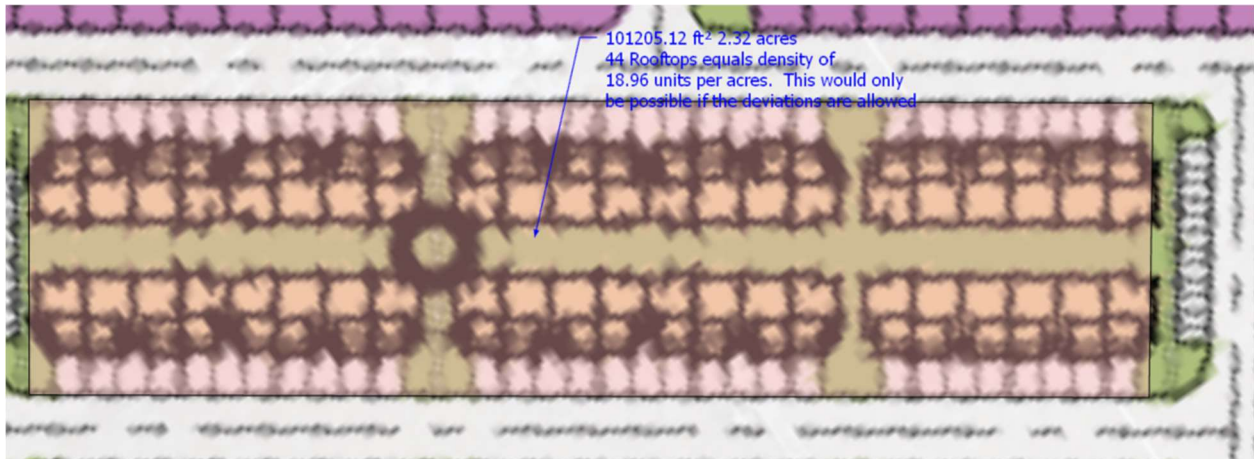 101205.12 ft² 2.32 acres
44 Rooftops equals density of
18.96 units per acres. This would only
be possible if the deviations are allowed